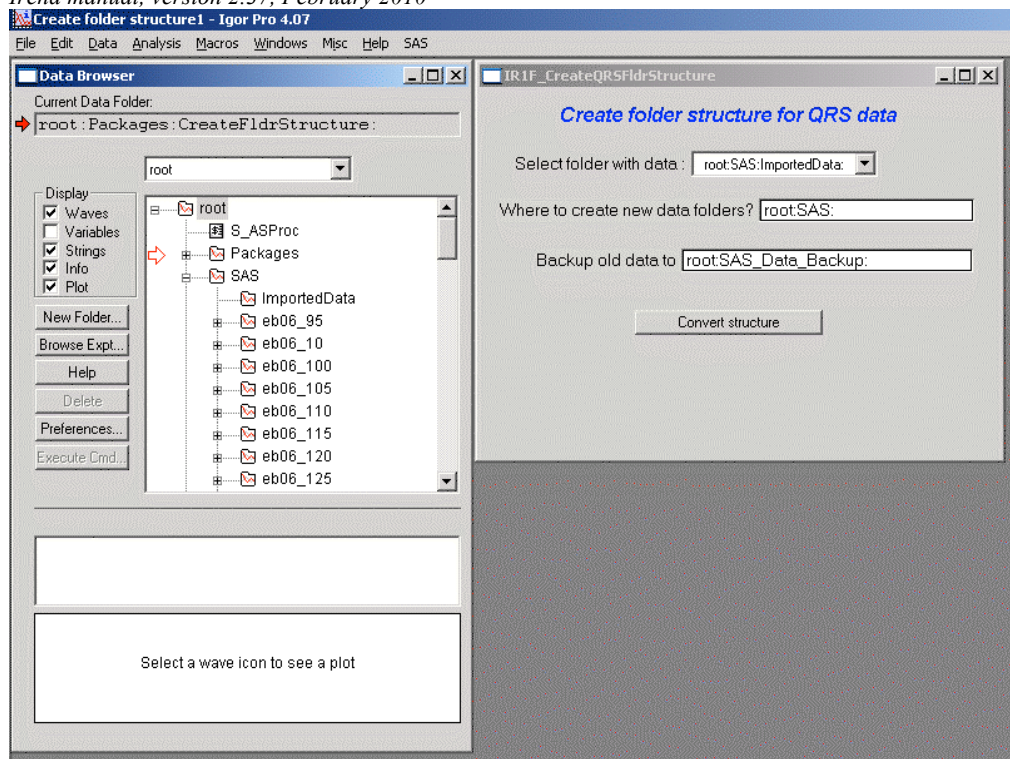 Irena manual, version 2.37, February 2010
Create folder structure1 - Igor Pro 4.07
File Edit Data Analysis Macros Windows Misc Help SAS
Data Browser
Current Data Folder:
root:Packages:CreateFldrStructure:
root
Display
Waves
Variables
Strings
Info
Plot
New Folder...
Browse Expt...
Help
Delete
Preferences...
Execute Cmd...
root
S_ASProc
Packages
SAS
ImportedData
eb06_95
eb06_10
eb06_100
eb06_105
eb06_110
eb06_115
eb06_120
eb06_125
Select a wave icon to see a plot
IR1F_CreateQRSFldrStructure
Create folder structure for QRS data
Select folder with data : root:SAS:ImportedData:
Where to create new data folders? root:SAS:
Backup old data to root:SAS_Data_Backup:
Convert structure